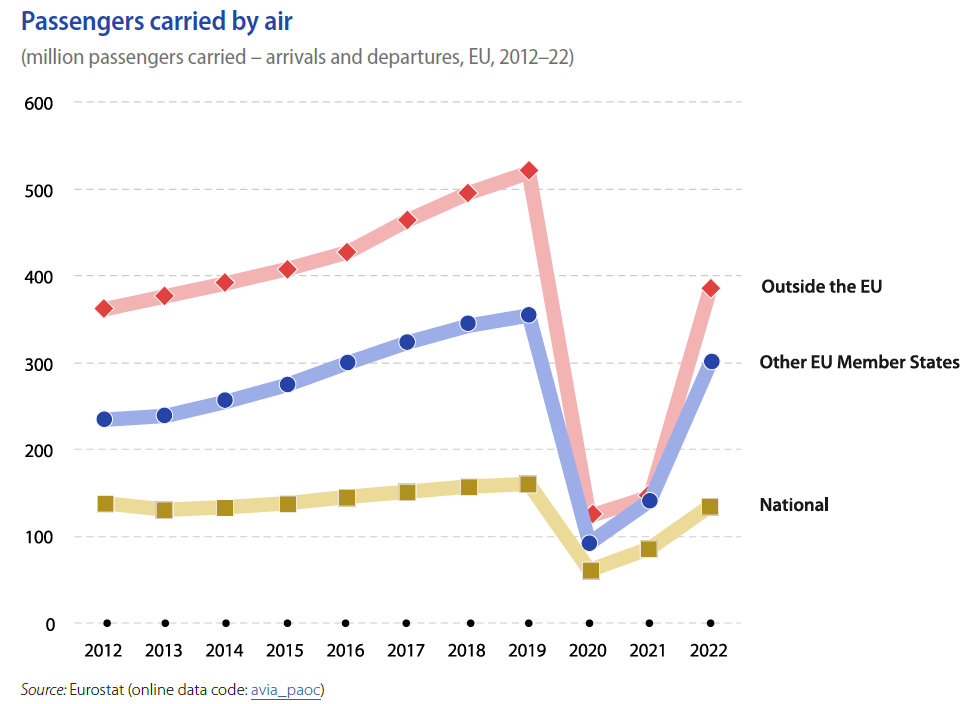 Passengers carried by air
(million passengers carried – arrivals and departures, EU, 2012–22)
600
500
400
300
200
100
0
Outside the EU
Other EU Member States
National
2012 2013 2014 2015 2016 2017 2018 2019 2020 2021 2022
Source: Eurostat (online data code: avia_paoc)